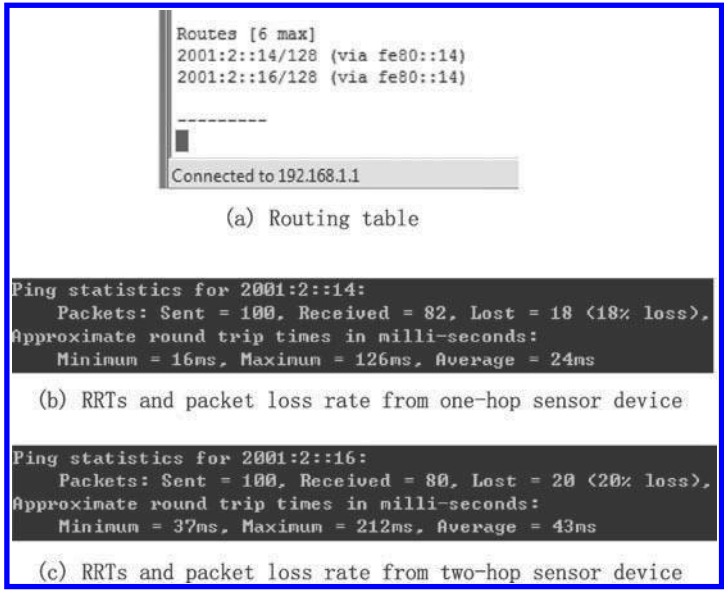 Routes [6 max]
2001:2::14/128 (via fe80::14)
2001:2::16/128 (via fe80::14)
---------
Connected to 192.168.1.1
(a) Routing table
Ping statistics for 2001:2::14:
Packets: Sent = 100, Received = 82, Lost = 18 (18% loss),
Approximate round trip times in milli-seconds:
Minimum = 16ms, Maximum = 126ms, Average = 24ms
(b) RRTs and packet loss rate from one-hop sensor device
Ping statistics for 2001:2::16:
Packets: Sent = 100, Received = 80, Lost = 20 (20% loss),
Approximate round trip times in milli-seconds:
Minimum = 37ms, Maximum = 212ms, Average = 43ms
(c) RRTs and packet loss rate from two-hop sensor device